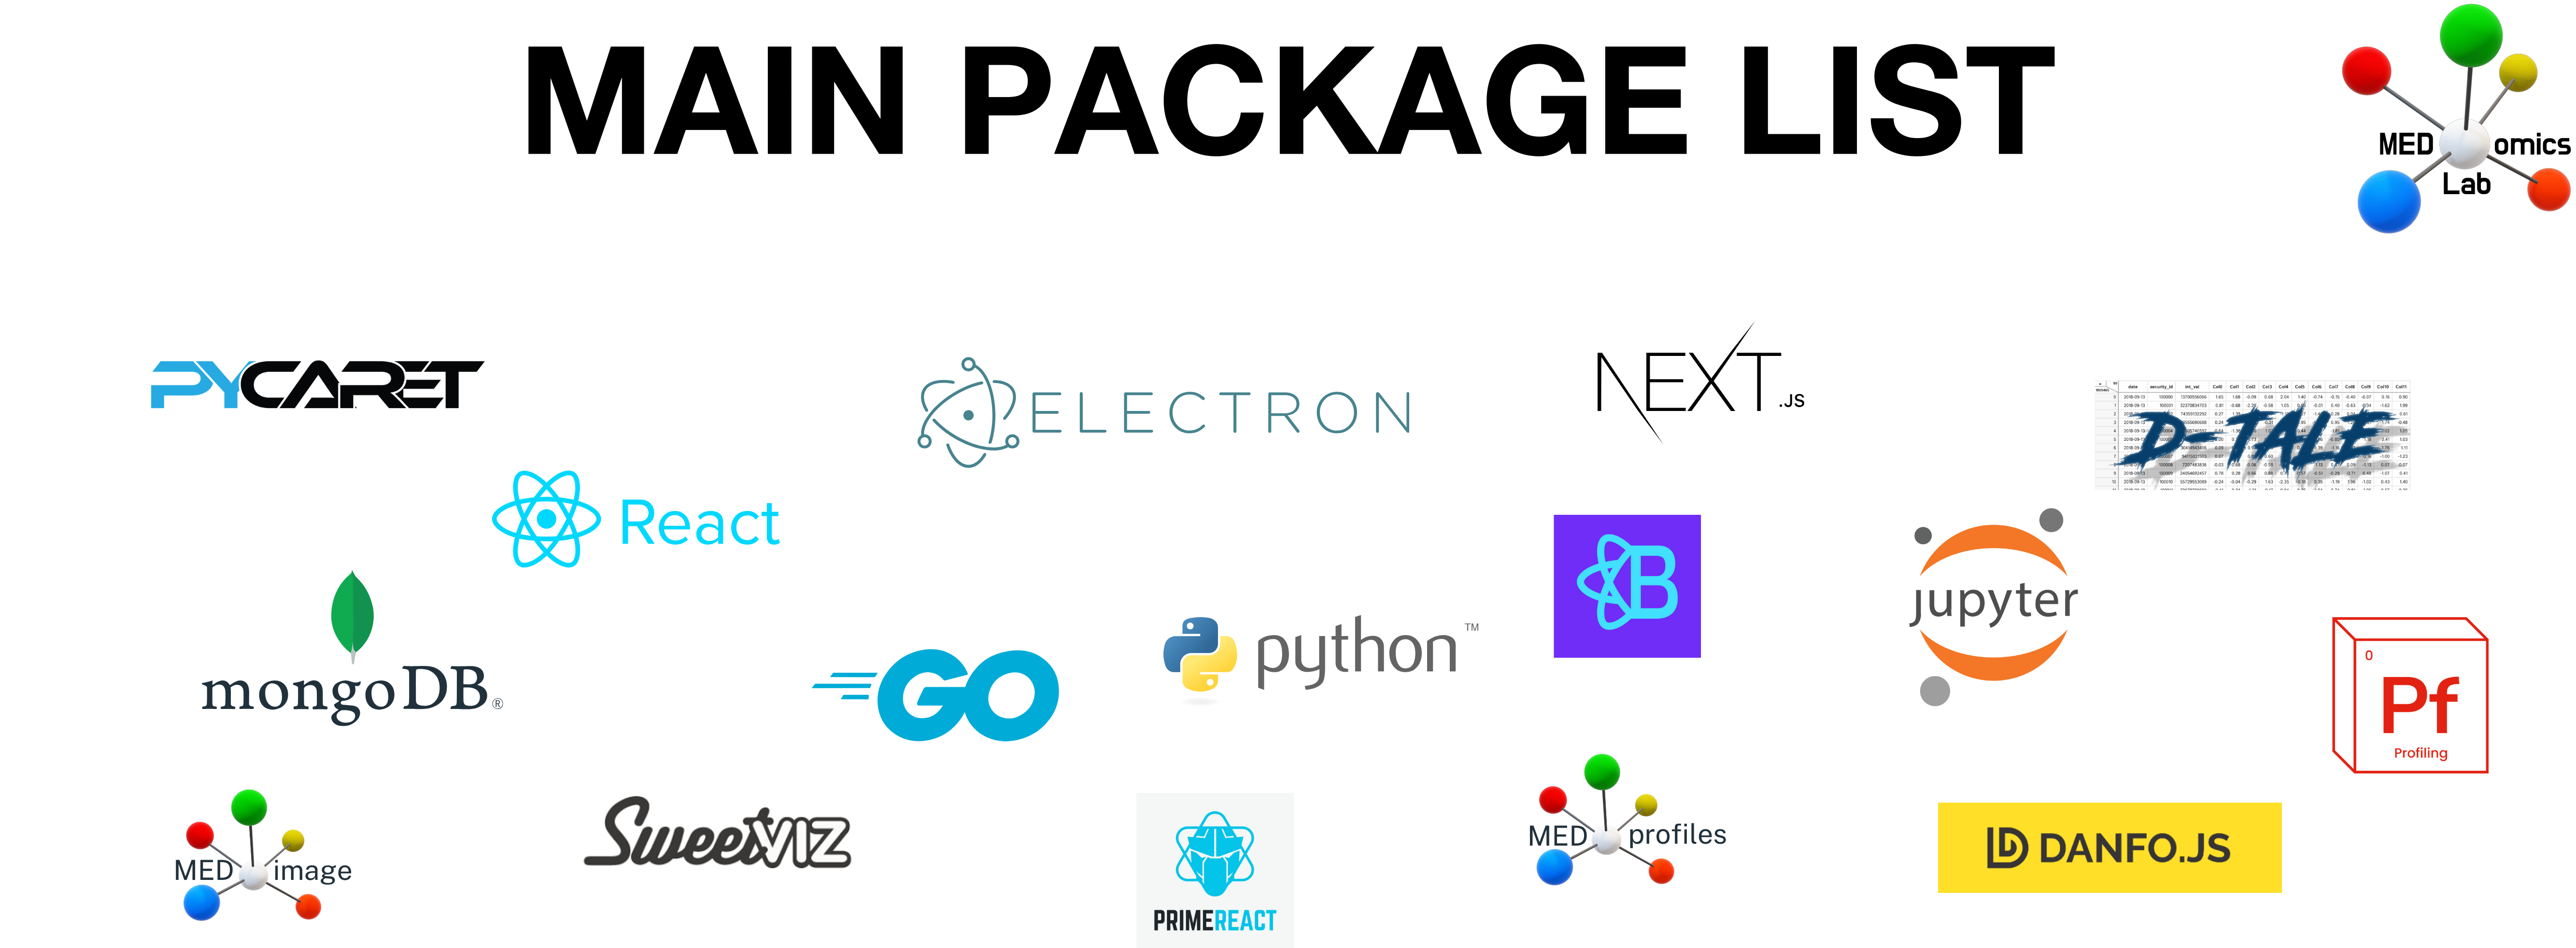 MAIN PACKAGE LIST
MED omics
Lab
PYCARET
ELECTRON
NEXT.JS
D-TALE
React
B
jupyter
mongoDB®
GO
python™
0
Pf
Profiling
MED image
SweetVIZ
PRIMEREACT
MED profiles
DANFO.JS